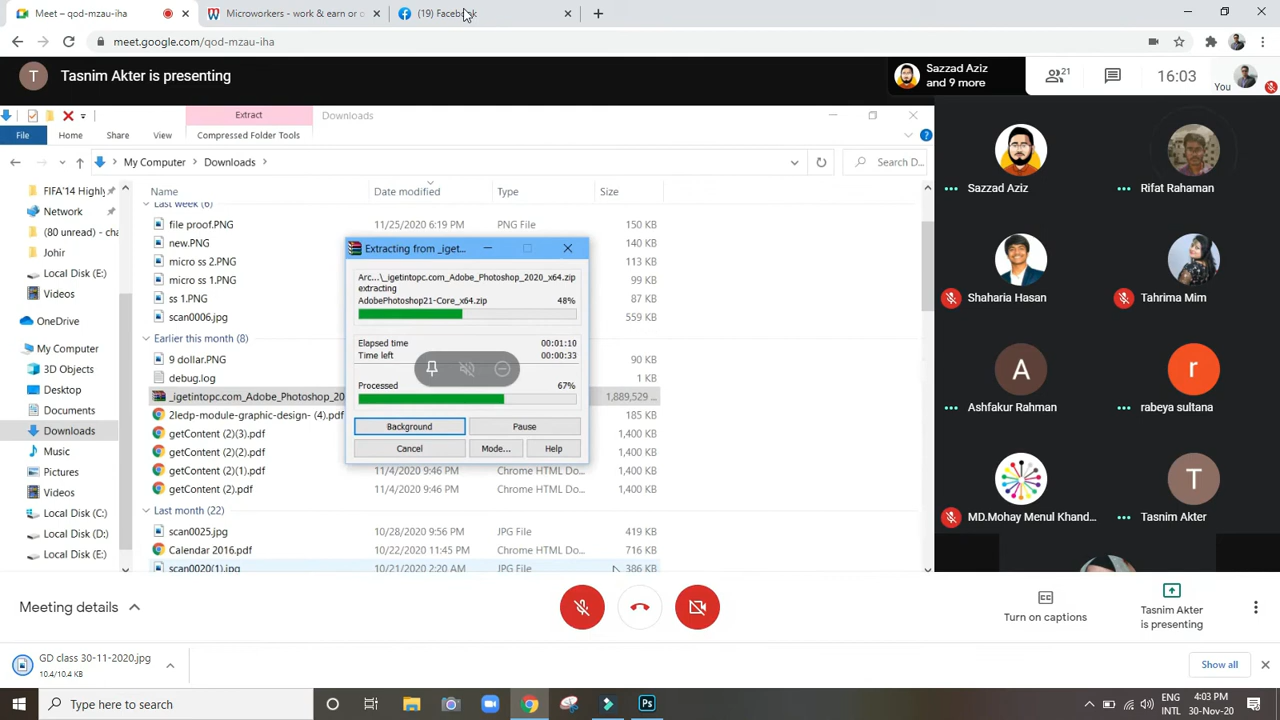 Meet – qod-mzau-iha
Microworkers - work & earn or o
(19) Facebook
meet.google.com/qod-mzau-iha
T
Tasnim Akter is presenting
Sazzad Aziz
and 9 more
21
16:03
You
Extract
Downloads
File
Home
Share
View
Compressed Folder Tools
My Computer
Downloads
Search D...
Name
Date modified
Type
Size
FIFA'14 Highly
Network
(80 unread) - cha
Johir
Local Disk (E:)
Videos
OneDrive
My Computer
3D Objects
Desktop
Documents
Downloads
Music
Pictures
Videos
Local Disk (C:)
Local Disk (D:)
Local Disk (E:)
Last week (6)
file proof.PNG 11/25/2020 6:19 PM PNG File 150 KB
new.PNG 140 KB
micro ss 2.PNG 113 KB
micro ss 1.PNG 99 KB
ss 1.PNG 87 KB
scan0006.jpg 559 KB
Earlier this month (8)
9 dollar.PNG 90 KB
debug.log 1 KB
_igetintopc.com_Adobe_Photoshop_20 1,889,529 ...
2ledp-module-graphic-design- (4).pdf 185 KB
getContent (2)(3).pdf 1,400 KB
getContent (2)(2).pdf 1,400 KB
getContent (2)(1).pdf 11/4/2020 9:46 PM Chrome HTML Do... 1,400 KB
getContent (2).pdf 11/4/2020 9:46 PM Chrome HTML Do... 1,400 KB
Last month (22)
scan0025.jpg 10/28/2020 9:56 PM JPG File 419 KB
Calendar 2016.pdf 10/22/2020 11:45 PM Chrome HTML Do... 716 KB
scan0020(1).jpg 10/21/2020 2:20 AM JPG File 386 KB
Extracting from _iget...
Arc...\_igetintopc.com_Adobe_Photoshop_2020_x64.zip
extracting
AdobePhotoshop21-Core_x64.zip 48%
Elapsed time 00:01:10
Time left 00:00:33
Processed 67%
Background
Pause
Cancel
Mode...
Help
Sazzad Aziz
Rifat Rahaman
Shaharia Hasan
Tahrima Mim
A
r
Ashfakur Rahman
rabeya sultana
T
MD.Mohay Menul Khand...
Tasnim Akter
Meeting details
CC
Turn on captions
Tasnim Akter
is presenting
GD class 30-11-2020.jpg
10.4/10.4 KB
Show all
Type here to search
Ps
ENG
INTL
4:03 PM
30-Nov-20